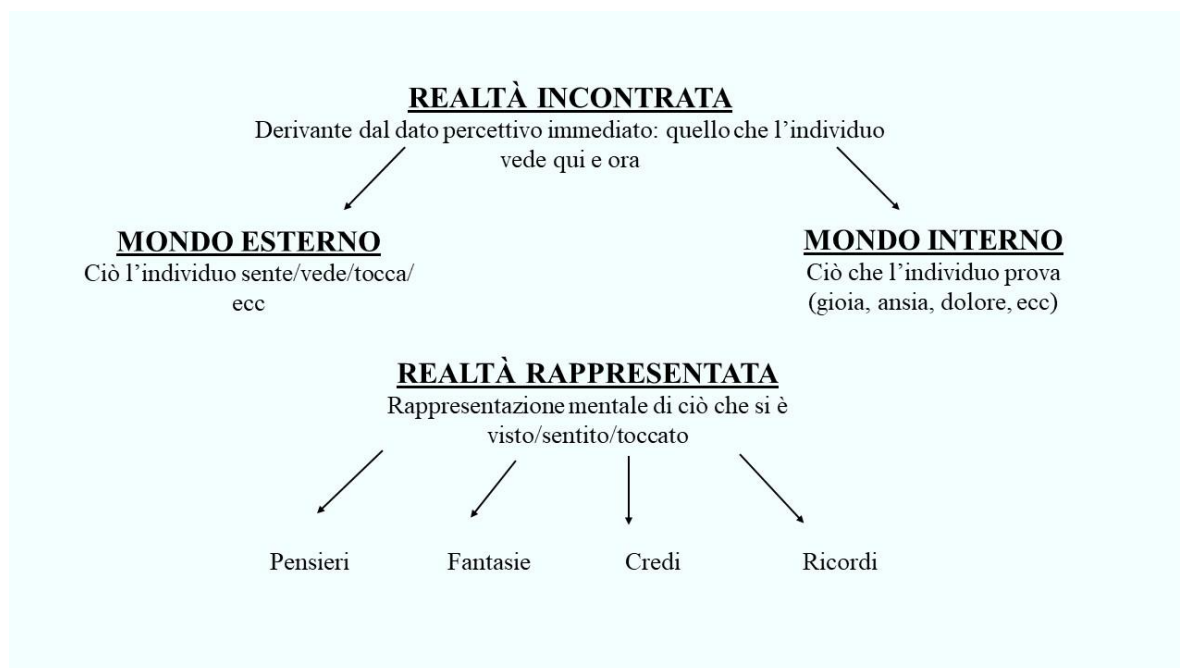 REALTÀ INCONTRATA
Derivante dal dato percettivo immediato: quello che l’individuo
vede qui e ora
MONDO ESTERNO
Ciò l’individuo sente/vede/tocca/
ecc
MONDO INTERNO
Ciò che l’individuo prova
(gioia, ansia, dolore, ecc)
REALTÀ RAPPRESENTATA
Rappresentazione mentale di ciò che si è
visto/sentito/toccato
Pensieri
Fantasie
Credi
Ricordi